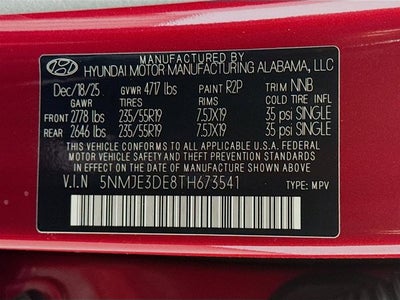 HYUNDAI MOTOR MANUFACTURING ALABAMA, LLC
Dec/18/25 GVWR 4717 lbs PAINT R2P TRIM NNB
GAWR TIRES RIMS COLD TIRE INFL
FRONT 2778 lbs 235/55R19 7.5JX19 35 psi SINGLE
REAR 2646 lbs 235/55R19 7.5JX19 35 psi SINGLE
THIS VEHICLE CONFORMS TO ALL APPLICABLE U.S.A. FEDERAL
MOTOR VEHICLE SAFETY, BUMPER, AND THEFT PREVENTION STANDARDS
IN EFFECT ON THE DATE OF MANUFACTURE SHOWN ABOVE.
V.I.N 5NMJE3DE8TH673541 TYPE: MPV